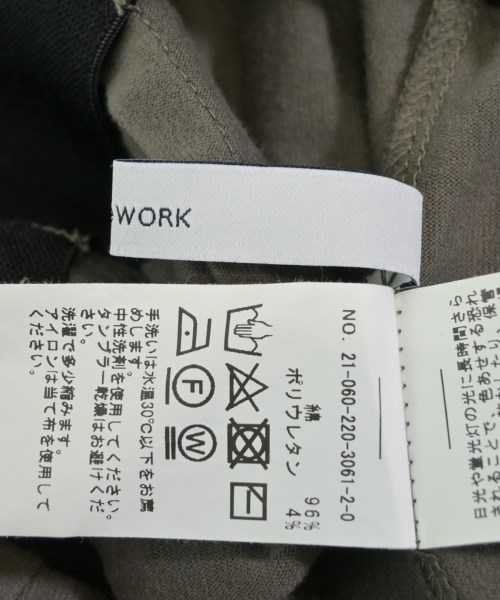 WORK
NO. 21-060-220-3061-2-0
綿 96%
ポリウレタン 4%
F
W
手洗いは水温30℃以下をお薦
めします。
中性洗剤を使用してください。
タンブラー乾燥はお避けくだ
さい。
洗濯で多少縮みます。
アイロンは当て布を使用して
ください。
日光や蛍光灯の光に長時間さら